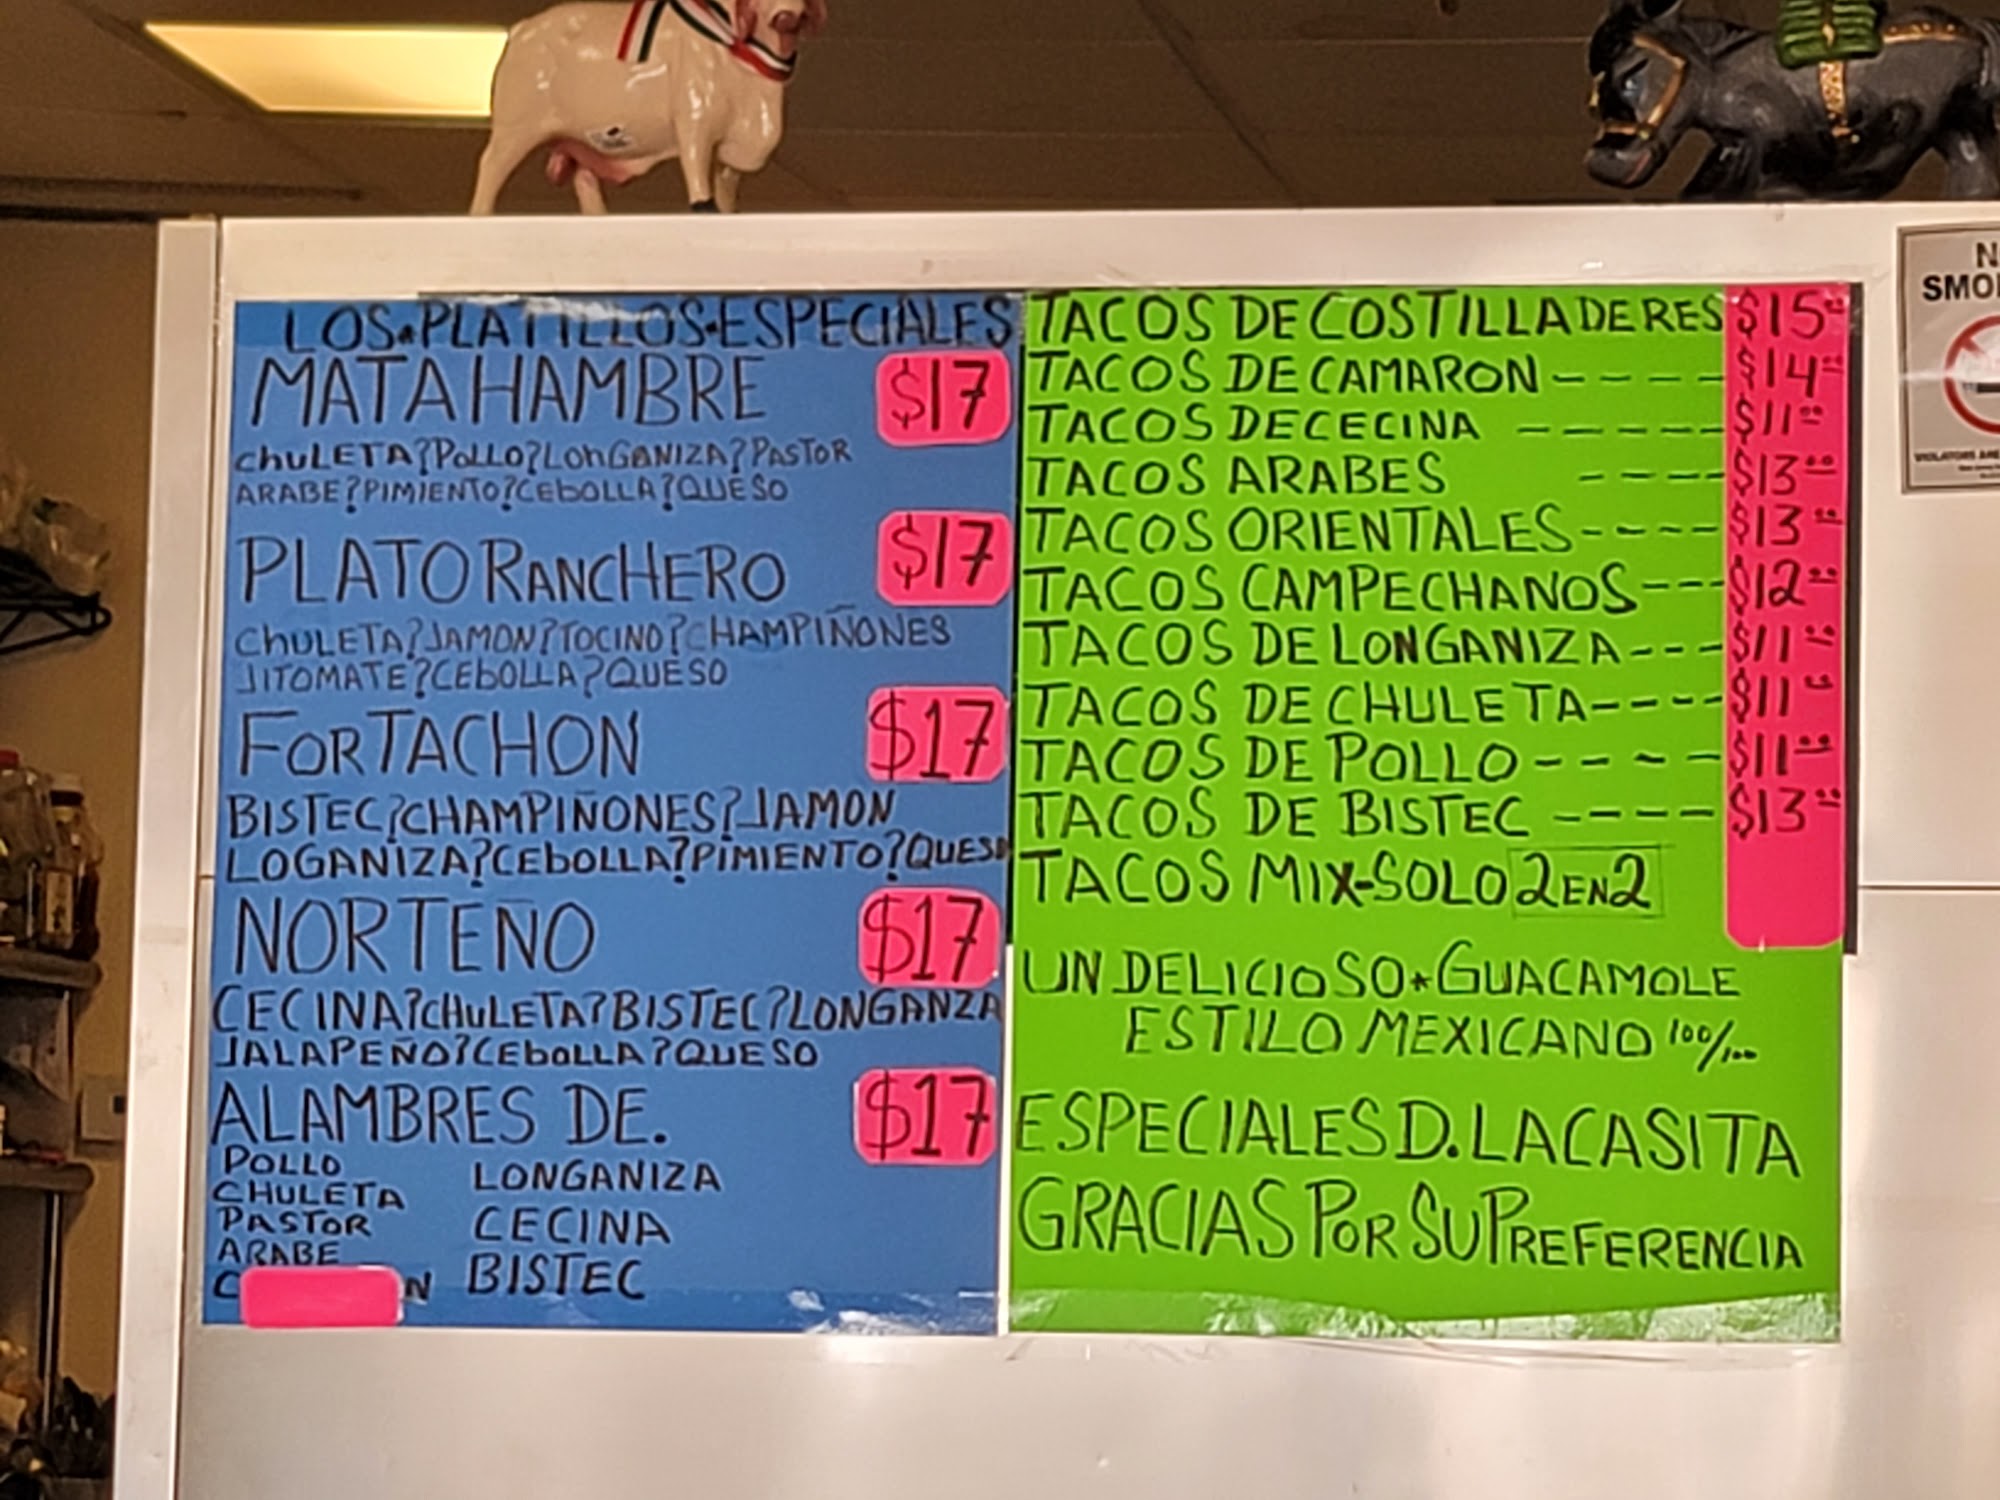 LOS*PLATILLOS*ESPECIALES
MATAHAMBRE $17
ChULETA?POLLO?LOhGANIZA?PASTOR
ARABE?PIMIENTO?CEbOLLA?QUESO
PLATO RANCHERO $17
ChULETA?JAMON?TOCINO?CHAMPIÑONES
JITOMATE?CEbOLLA?QUESO
FORTACHON $17
BISTEC?CHAMPIÑONES?JAMON
LOGANIZA?CEbOLLA?PIMIENTO?QUESO
NORTEÑO $17
CECINA?CHULETA?BISTEC?LONGANZA
JALAPEÑO?CEbOLLA?QUESO
ALAMBRES DE. $17
POLLO
CHULETA
PASTOR
ARABE
LONGANIZA
CECINA
BISTEC
TACOS DE COSTILLA DE RES $15
TACOS DE CAMARON ---- $14
TACOS DE CECINA ----- $11
TACOS ARABES ---- $13
TACOS ORIENTALES ---- $13
TACOS CAMPECHANOS --- $12
TACOS DE LONGANIZA --- $11
TACOS DE CHULETA ---- $11
TACOS DE POLLO ---- $11
TACOS DE BISTEC ---- $13
TACOS MIX-SOLO 2 EN 2
UN DELICIOSO*GUACAMOLE
ESTILO MEXICANO 100/100
ESPECIALES D. LA CASITA
GRACIAS POR SU PREFERENCIA